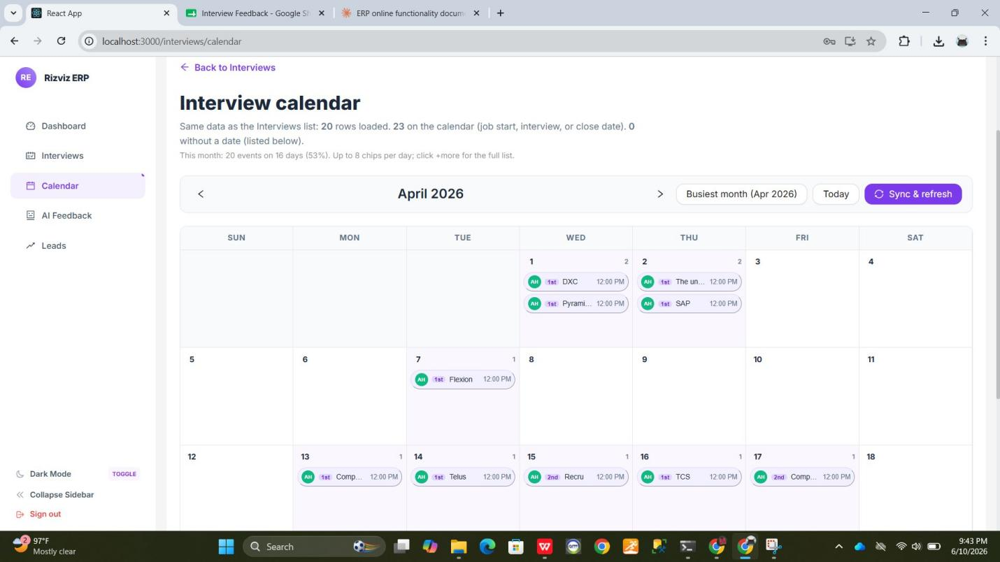 React App
Interview Feedback - Google Sh
ERP online functionality docum
localhost:3000/interviews/calendar
RE Rizviz ERP
Dashboard
Interviews
Calendar
AI Feedback
Leads
Dark Mode TOGGLE
Collapse Sidebar
Sign out
Back to Interviews
Interview calendar
Same data as the Interviews list: 20 rows loaded. 23 on the calendar (job start, interview, or close date). 0
without a date (listed below).
This month: 20 events on 16 days (53%). Up to 8 chips per day; click +more for the full list.
April 2026 Busiest month (Apr 2026) Today Sync & refresh
SUN MON TUE WED THU FRI SAT
1 2 2 2 3 4
AH 1st DXC 12:00 PM AH 1st The un... 12:00 PM
AH 1st Pyrami... 12:00 PM AH 1st SAP 12:00 PM
5 6 7 1 8 9 10 11
AH 1st Flexion 12:00 PM
12 13 1 14 1 15 1 16 1 17 1 18
AH 1st Comp... 12:00 PM AH 1st Telus 12:00 PM AH 2nd Recru 12:00 PM AH 1st TCS 12:00 PM AH 2nd Comp... 12:00 PM
2 97°F
Mostly clear
Search
9:43 PM
6/10/2026